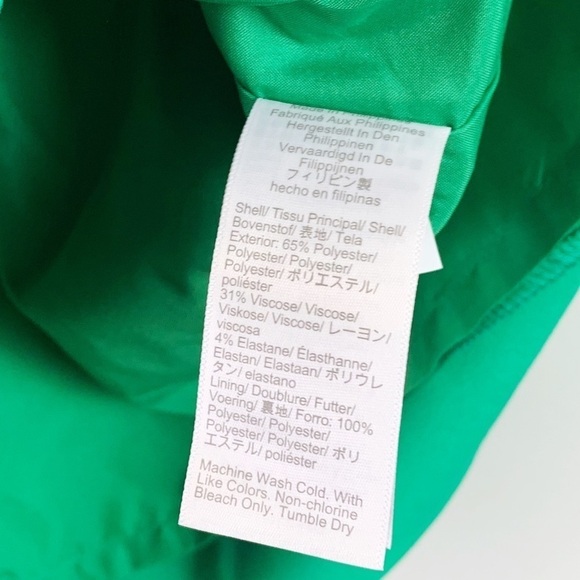 Made in Philippines
Fabriqué Aux Philippines
Hergestellt In Den
Philippinen
Vervaardigd In De
Filippijnen
フィリピン製
hecho en filipinas
Shell/ Tissu Principal/ Shell/
Bovenstof/ 表地/ Tela
Exterior: 65% Polyester/
Polyester/ Polyester/
Polyester/ ポリエステル/
poliéster
31% Viscose/ Viscose/
Viskose/ Viscose/ レーヨン/
viscosa
4% Elastane/ Élasthanne/
Elastan/ Elastaan/ ポリウレ
タン/ elastano
Lining/ Doublure/ Futter/
Voering/ 裏地/ Forro: 100%
Polyester/ Polyester/
Polyester/ Polyester/ ポリ
エステル/ poliéster
Machine Wash Cold. With
Like Colors. Non-chlorine
Bleach Only. Tumble Dry